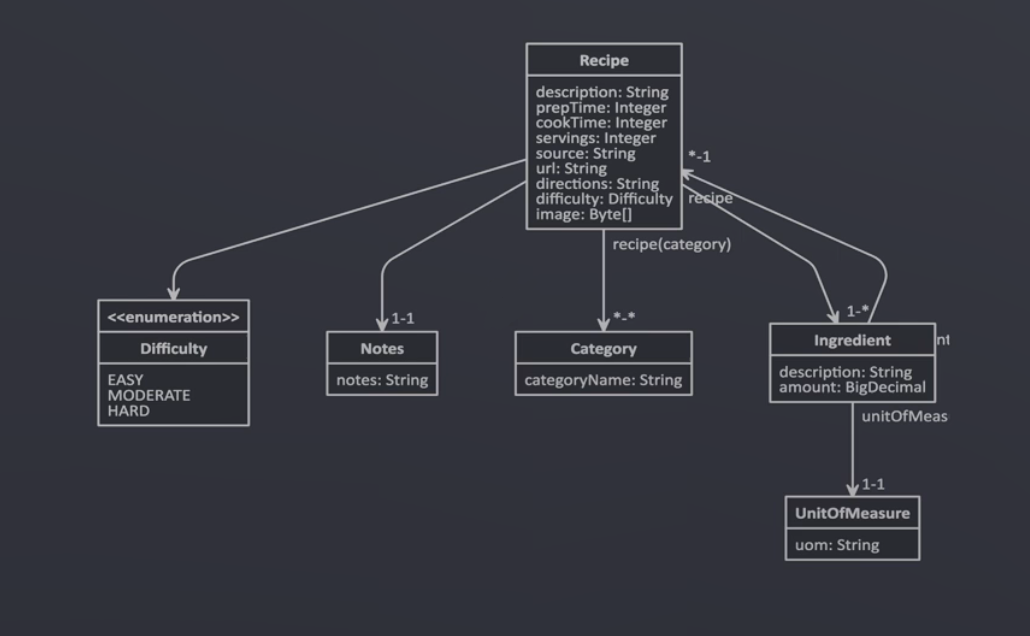 Recipe
description: String
prepTime: Integer
cookTime: Integer
servings: Integer
source: String
url: String
directions: String
difficulty: Difficulty
image: Byte[]
*-1
recipe
recipe(category)
<<enumeration>>
Difficulty
EASY
MODERATE
HARD
1-1
Notes
notes: String
*-*
Category
categoryName: String
1-*
Ingredient
nt
description: String
amount: BigDecimal
unitOfMeas
1-1
UnitOfMeasure
uom: String